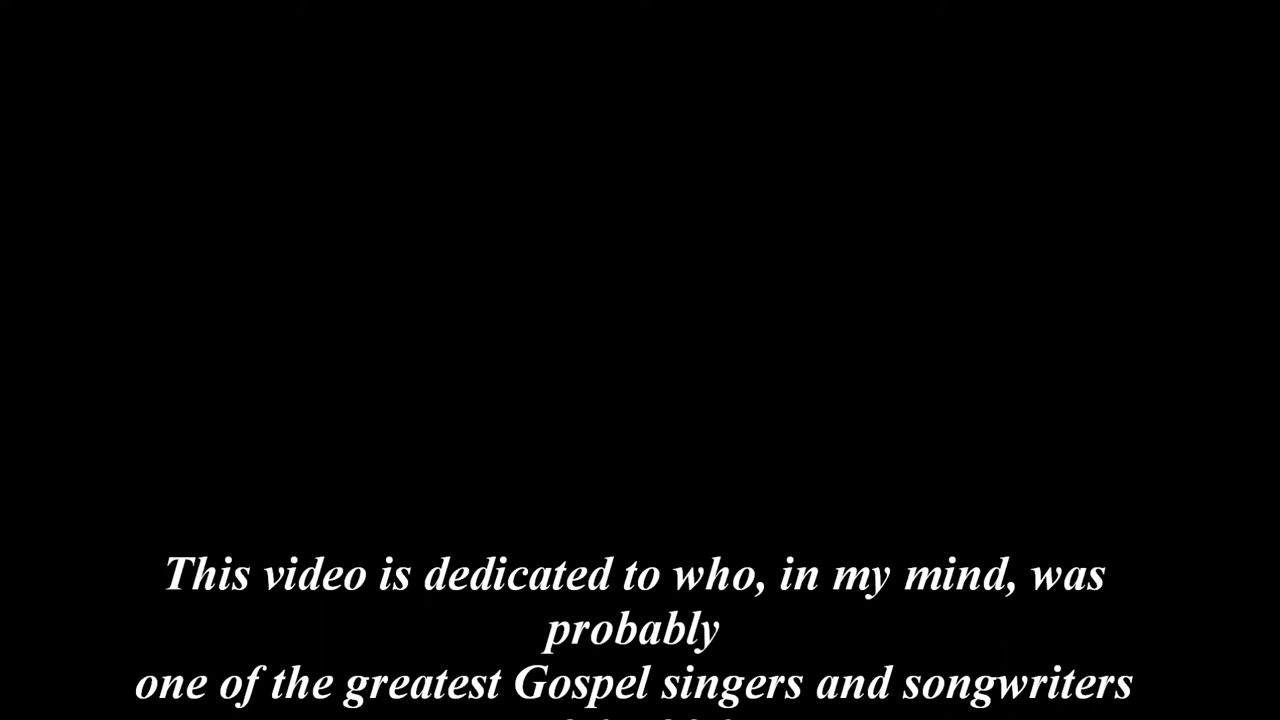 This video is dedicated to who, in my mind, was
probably
one of the greatest Gospel singers and songwriters